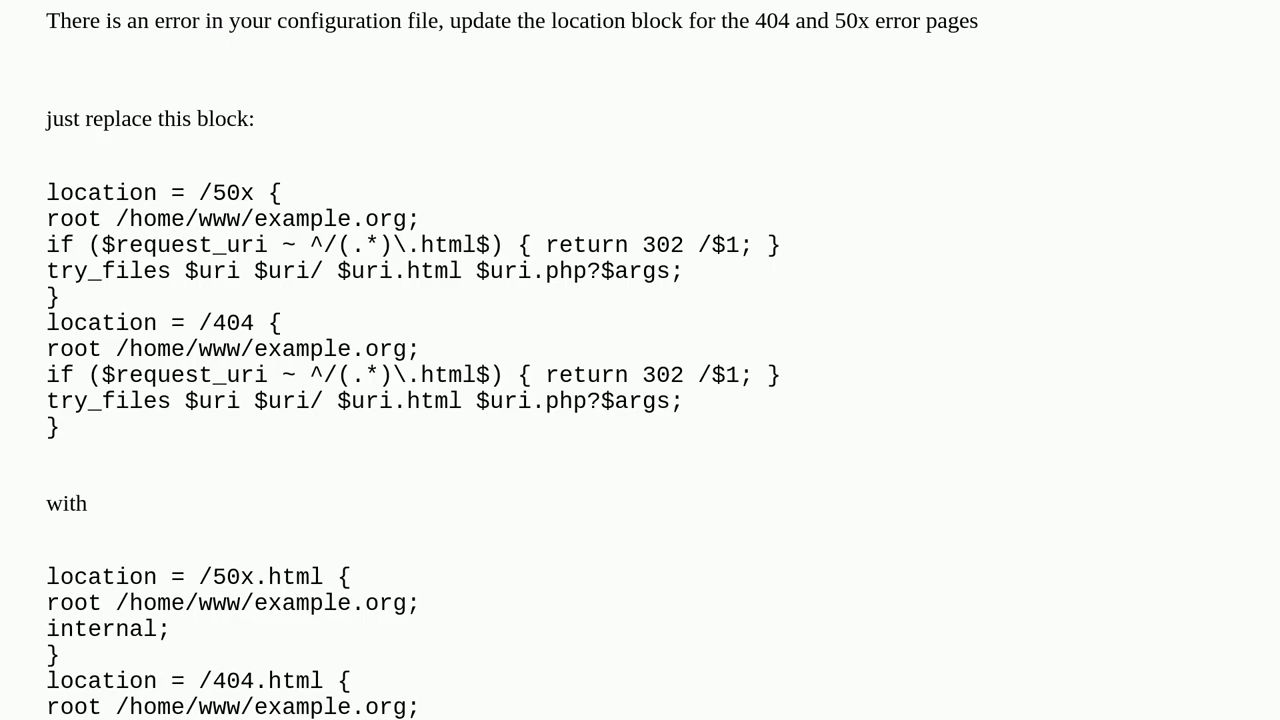 There is an error in your configuration file, update the location block for the 404 and 50x error pages
just replace this block:
location = /50x {
root /home/www/example.org;
if ($request_uri ~ ^/(.*)\.html$) { return 302 /$1; }
try_files $uri $uri/ $uri.html $uri.php?$args;
}
location = /404 {
root /home/www/example.org;
if ($request_uri ~ ^/(.*)\.html$) { return 302 /$1; }
try_files $uri $uri/ $uri.html $uri.php?$args;
}
with
location = /50x.html {
root /home/www/example.org;
internal;
}
location = /404.html {
root /home/www/example.org;